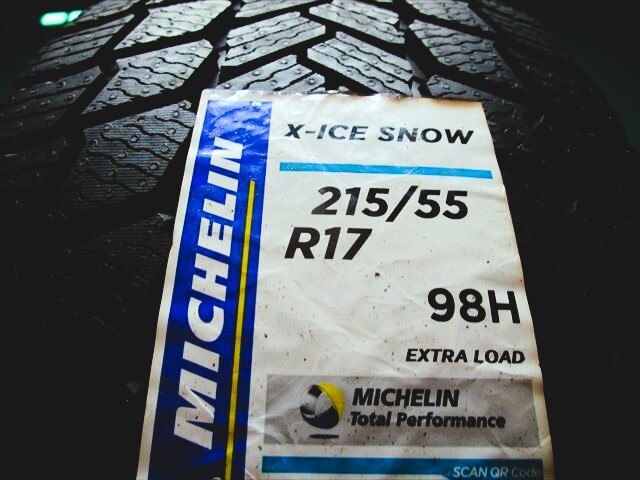 MICHELIN
X-ICE SNOW
215/55
R17
98H
EXTRA LOAD
MICHELIN
Total Performance
SCAN QR Code